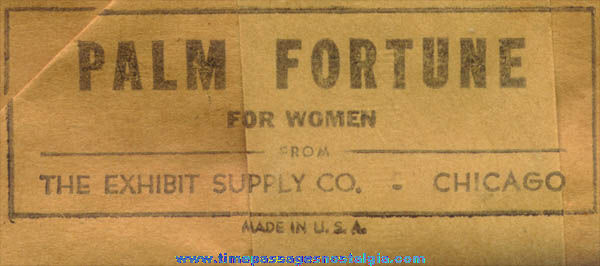 PALM FORTUNE
FOR WOMEN
FROM
THE EXHIBIT SUPPLY CO. - CHICAGO
MADE IN U.S.A.
www.timepassagesnostalgia.com